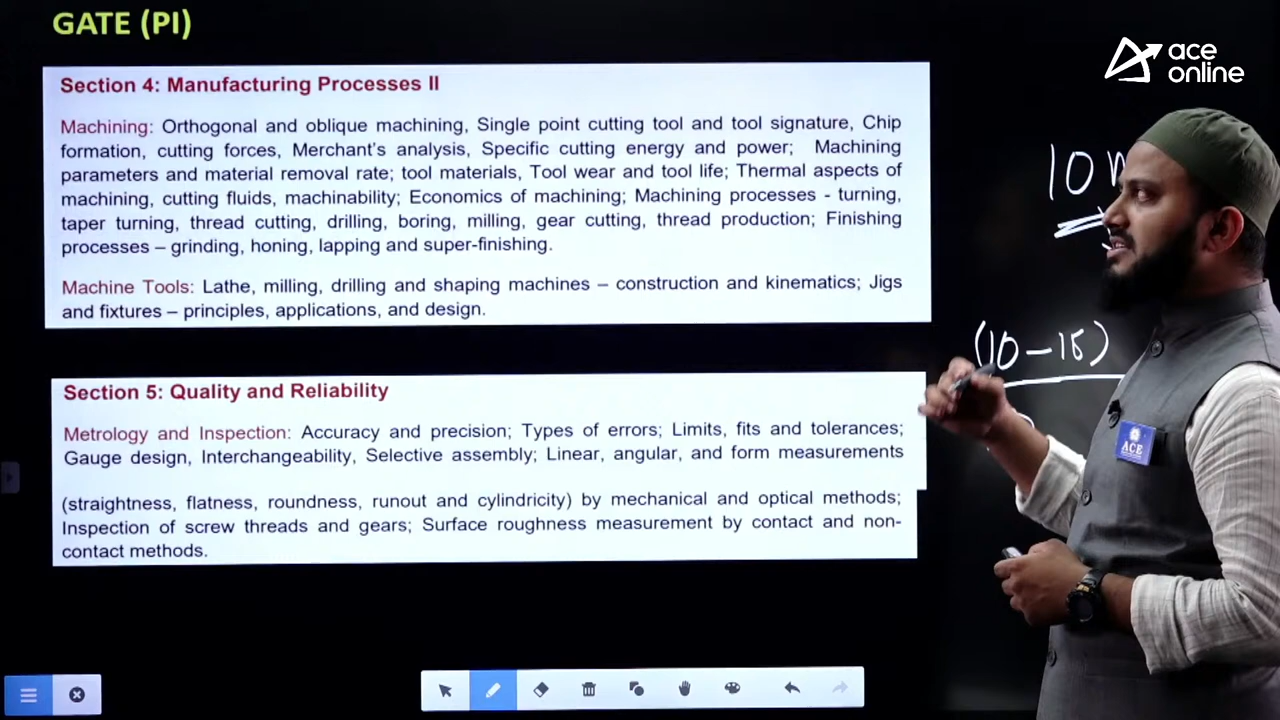 GATE (PI)
ace
online
Section 4: Manufacturing Processes II
Machining: Orthogonal and oblique machining, Single point cutting tool and tool signature, Chip
formation, cutting forces, Merchant's analysis, Specific cutting energy and power; Machining
parameters and material removal rate; tool materials, Tool wear and tool life; Thermal aspects of
machining, cutting fluids, machinability; Economics of machining; Machining processes - turning,
taper turning, thread cutting, drilling, boring, milling, gear cutting, thread production; Finishing
processes – grinding, honing, lapping and super-finishing.
Machine Tools: Lathe, milling, drilling and shaping machines – construction and kinematics; Jigs
and fixtures – principles, applications, and design.
10
(10 – 15)
Section 5: Quality and Reliability
Metrology and Inspection: Accuracy and precision; Types of errors; Limits, fits and tolerances;
Gauge design, Interchangeability, Selective assembly; Linear, angular, and form measurements
(straightness, flatness, roundness, runout and cylindricity) by mechanical and optical methods;
Inspection of screw threads and gears; Surface roughness measurement by contact and non-
contact methods.
ACE